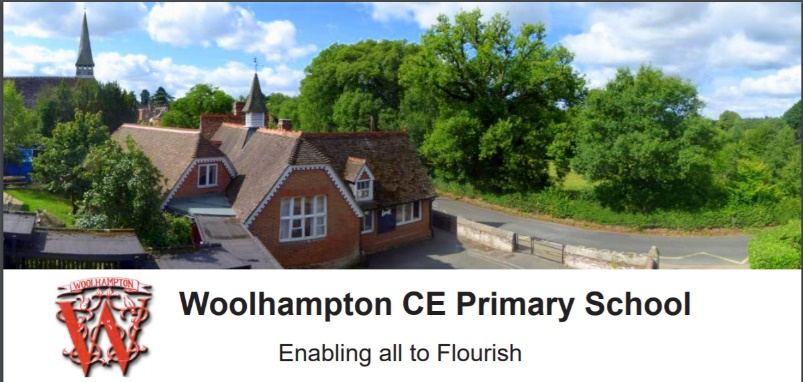 WOOLHAMPTON
W
Woolhampton CE Primary School
Enabling all to Flourish